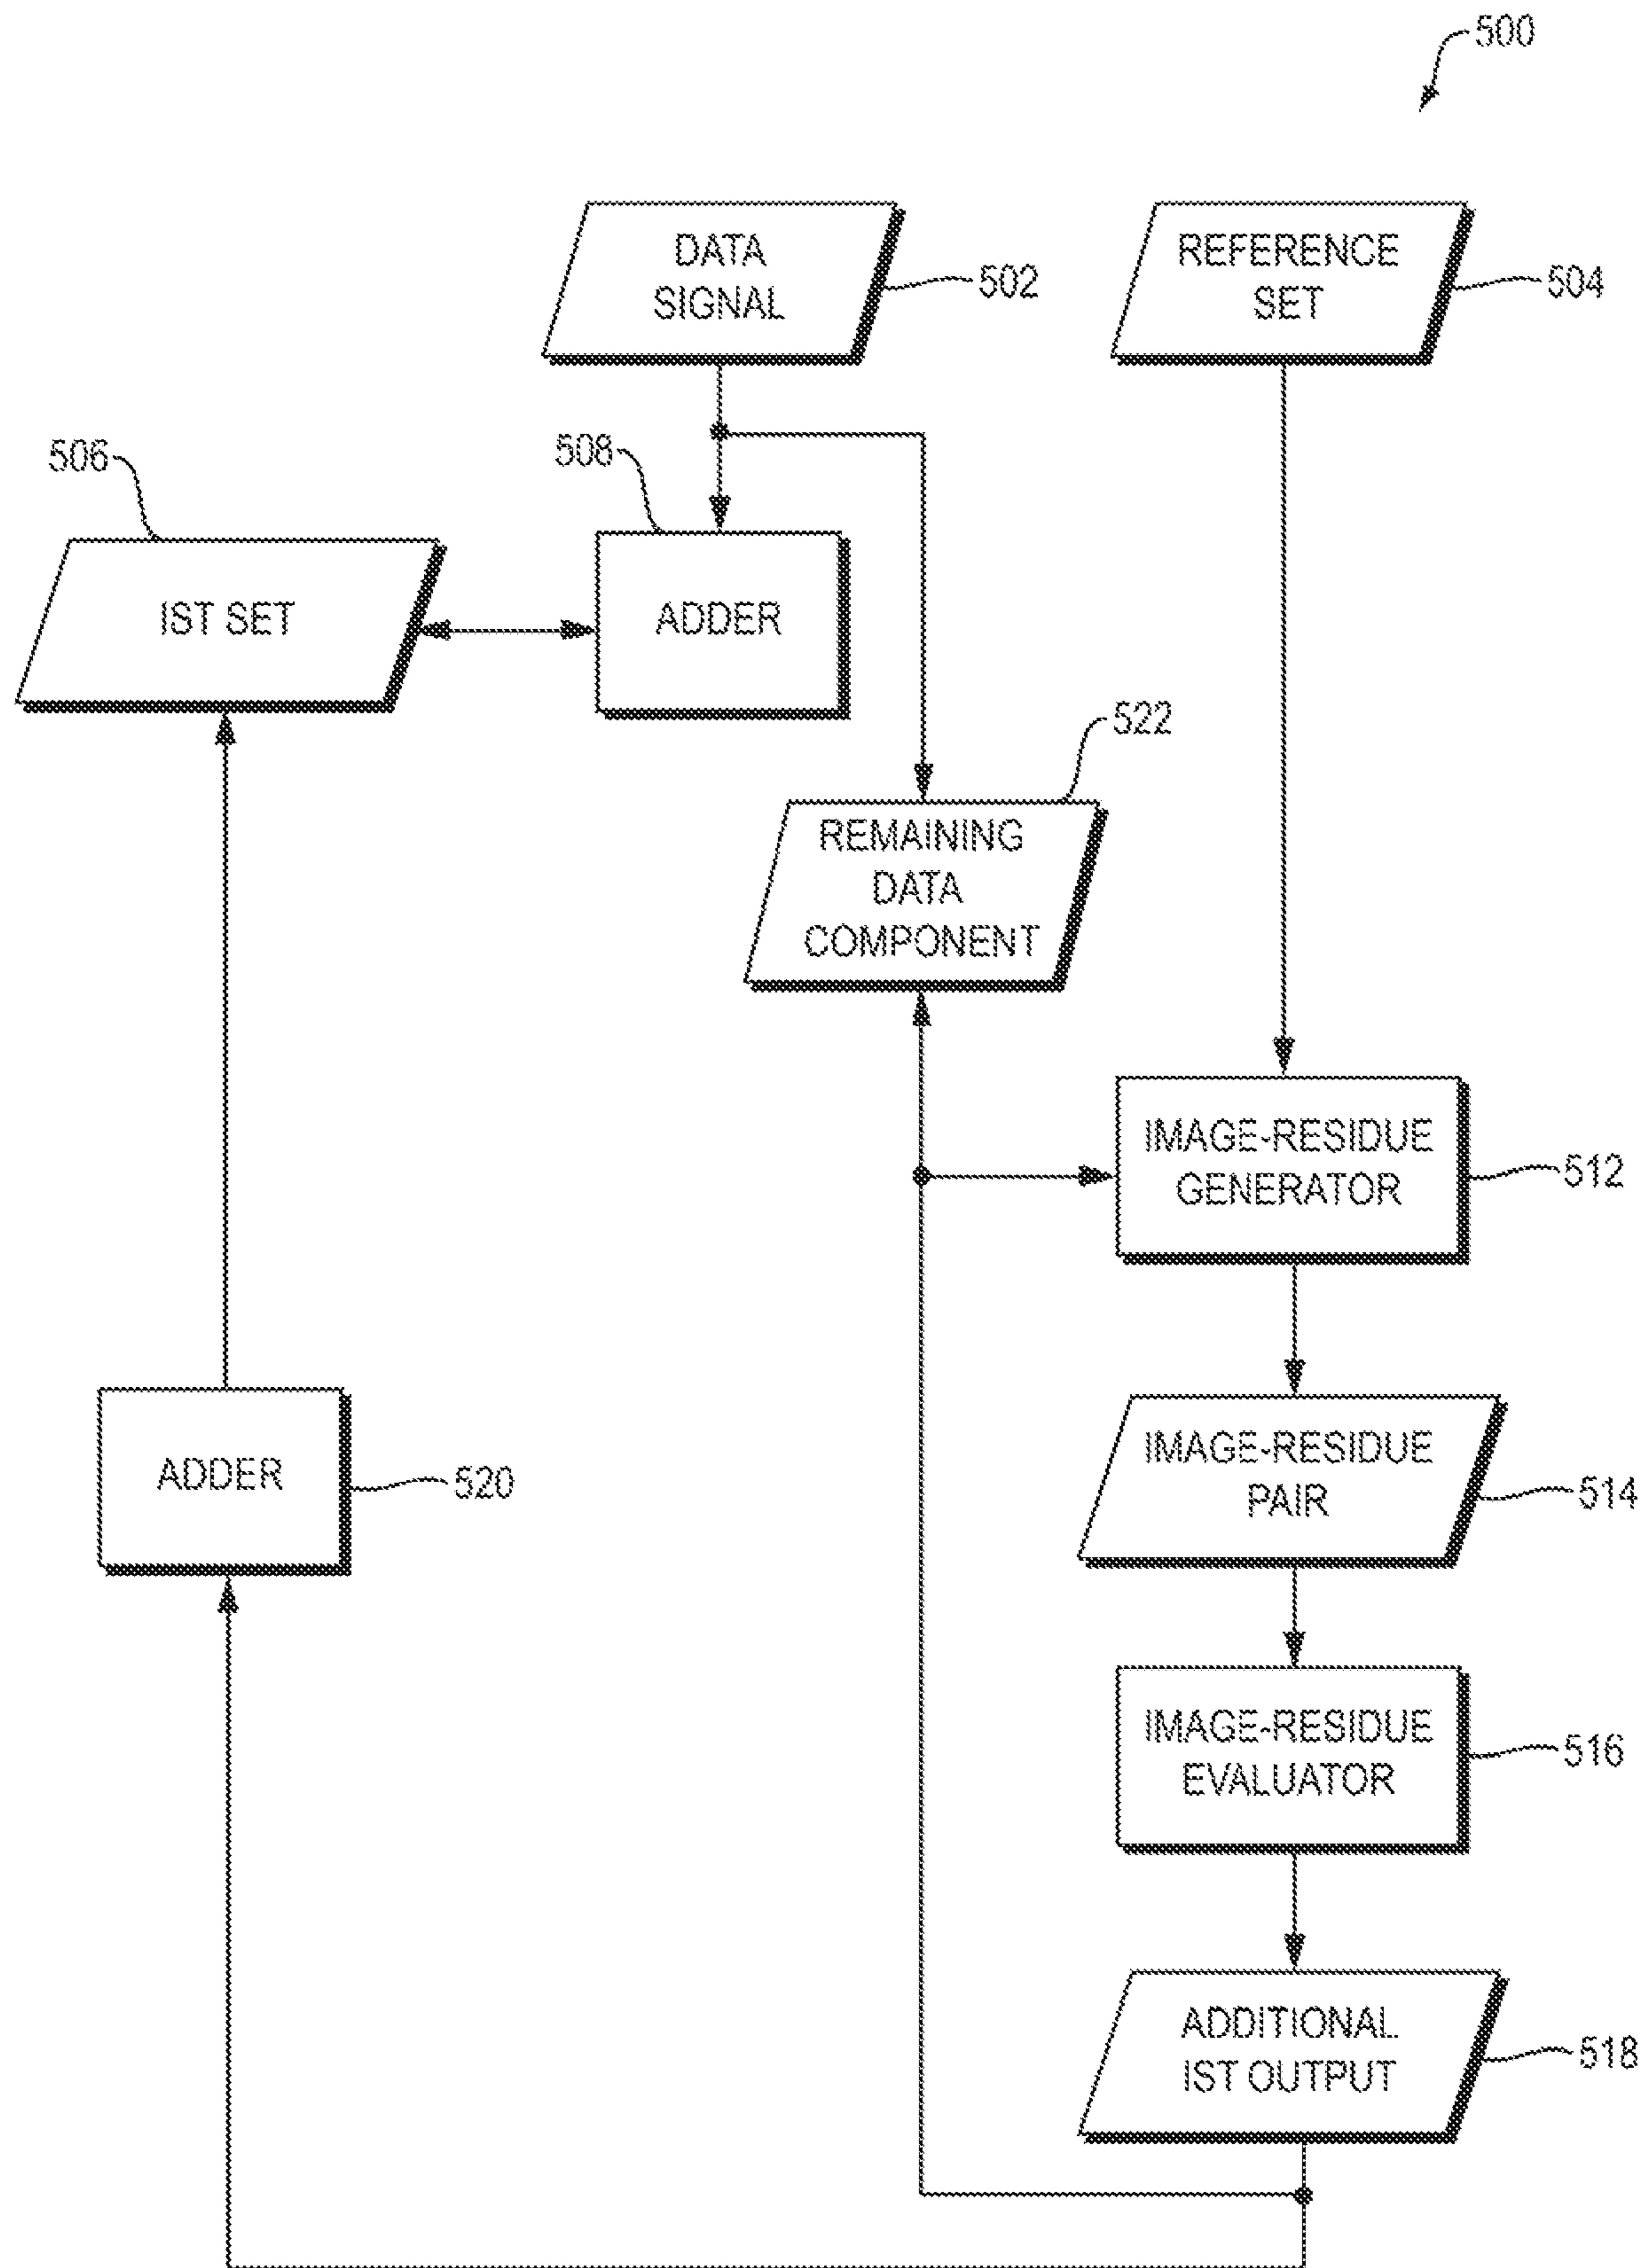 500
DATA
SIGNAL
502
REFERENCE
SET
504
506
508
IST SET
ADDER
522
REMAINING
DATA
COMPONENT
IMAGE-RESIDUE
GENERATOR
512
ADDER
520
IMAGE-RESIDUE
PAIR
514
IMAGE-RESIDUE
EVALUATOR
516
ADDITIONAL
IST OUTPUT
518